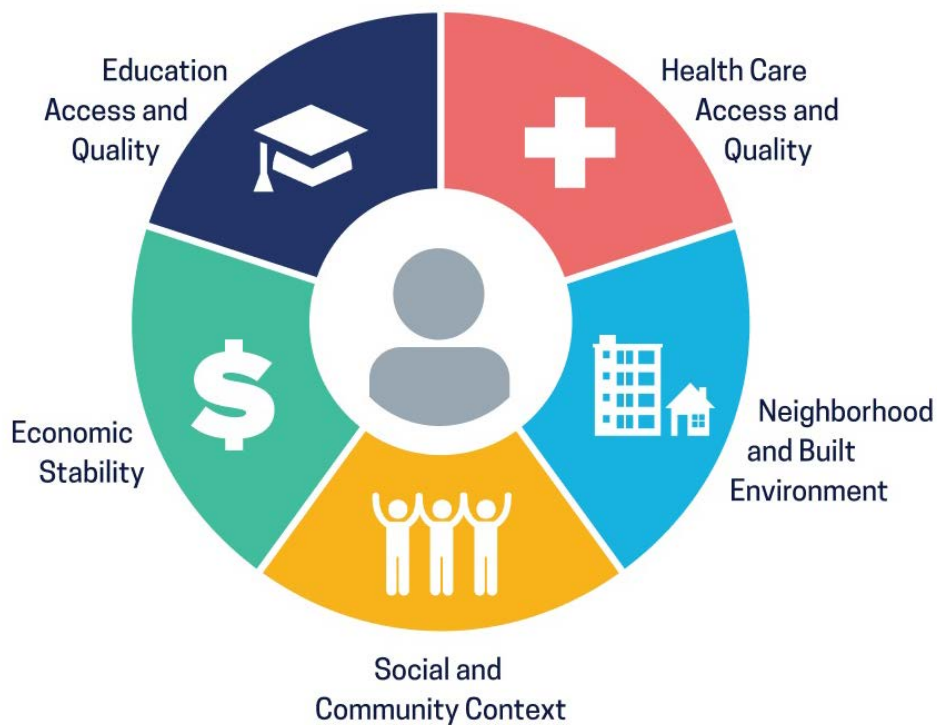 Education
Access and
Quality
Health Care
Access and
Quality
Economic
Stability
Neighborhood
and Built
Environment
Social and
Community Context